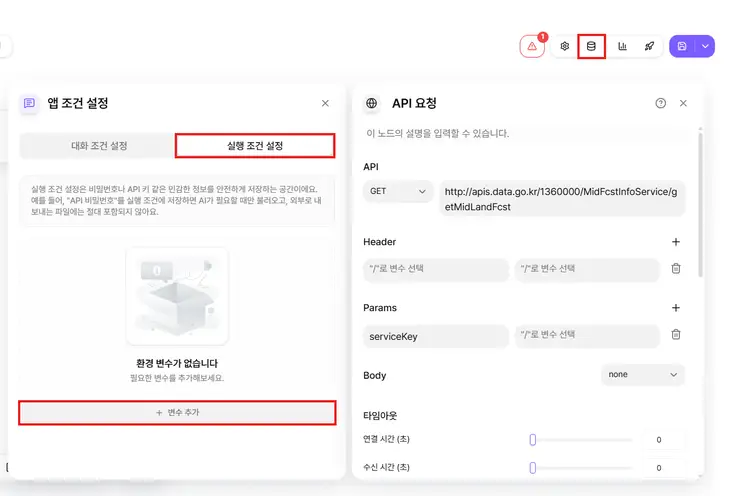 1
앱 조건 설정
대화 조건 설정
실행 조건 설정
실행 조건 설정은 비밀번호나 API 키 같은 민감한 정보를 안전하게 저장하는 공간이에요.
예를 들어, "API 비밀번호"를 실행 조건에 저장하면 AI가 필요할 때만 불러오고, 외부로 내
보내는 파일에는 절대 포함되지 않아요.
환경 변수가 없습니다
필요한 변수를 추가해보세요.
+ 변수 추가
API 요청
이 노드의 설명을 입력할 수 있습니다.
API
GET
http://apis.data.go.kr/1360000/MidFcstInfoService/g
etMidLandFcst
Header
"/"로 변수 선택
"/"로 변수 선택
Params
serviceKey
"/"로 변수 선택
Body
none
타임아웃
연결 시간 (초)
0
수신 시간 (초)
0